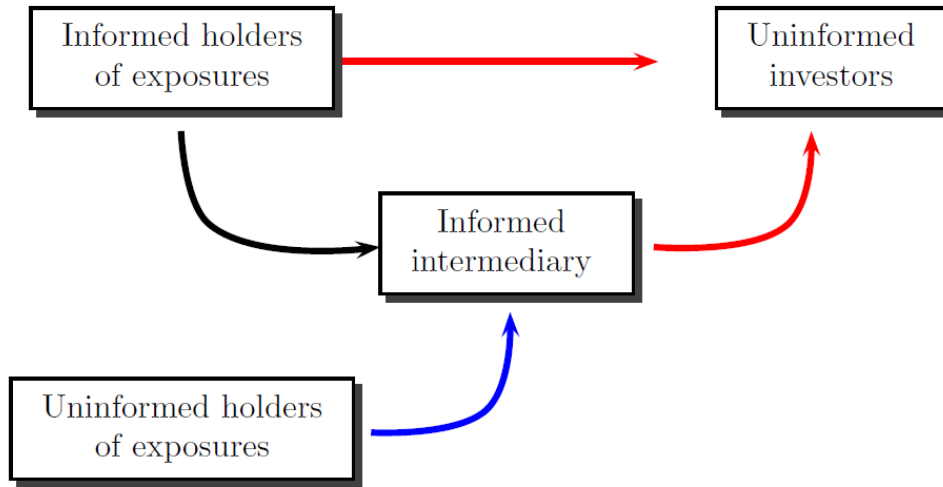 Informed holders
of exposures
Uninformed
investors
Informed
intermediary
Uninformed holders
of exposures